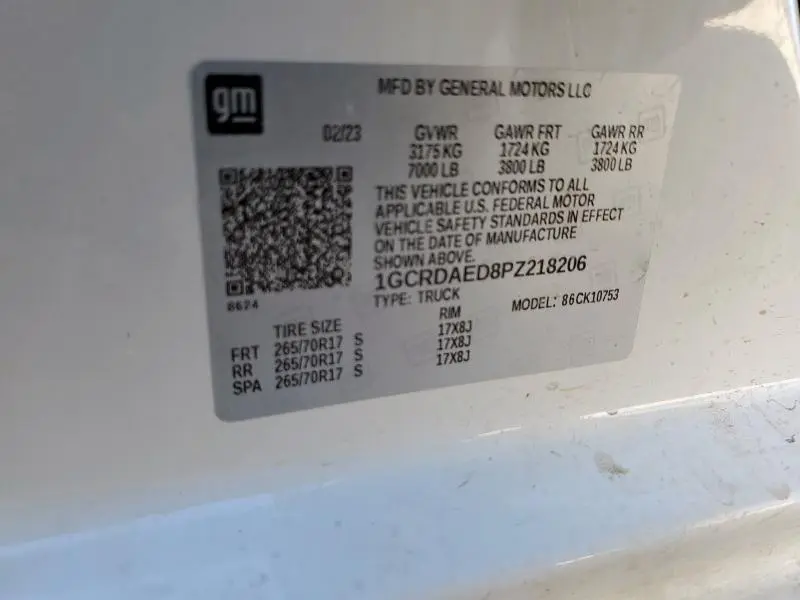 gm
MFD BY GENERAL MOTORS LLC
02/23 GVWR GAWR FRT GAWR RR
3175 KG 1724 KG 1724 KG
7000 LB 3800 LB 3800 LB
THIS VEHICLE CONFORMS TO ALL
APPLICABLE U.S. FEDERAL MOTOR
VEHICLE SAFETY STANDARDS IN EFFECT
ON THE DATE OF MANUFACTURE
SHOWN ABOVE.
1GCRDAED8PZ218206
8624
TYPE: TRUCK MODEL: 86CK10753
TIRE SIZE RIM
FRT 265/70R17 S 17X8J
RR 265/70R17 S 17X8J
SPA 265/70R17 S 17X8J